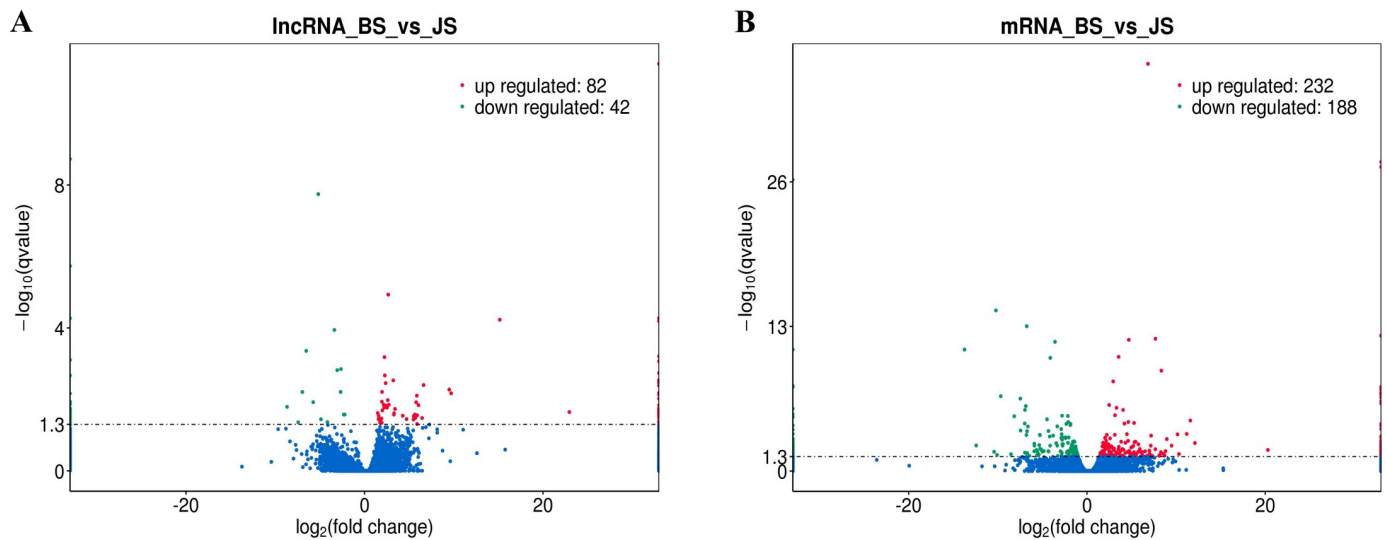 A
lncRNA_BS_vs_JS
up regulated: 82
down regulated: 42
8
4
1.3
0
−log10(qvalue)
-20
0
20
log2(fold change)
B
mRNA_BS_vs_JS
up regulated: 232
down regulated: 188
26
13
1.3
0
−log10(qvalue)
-20
0
20
log2(fold change)